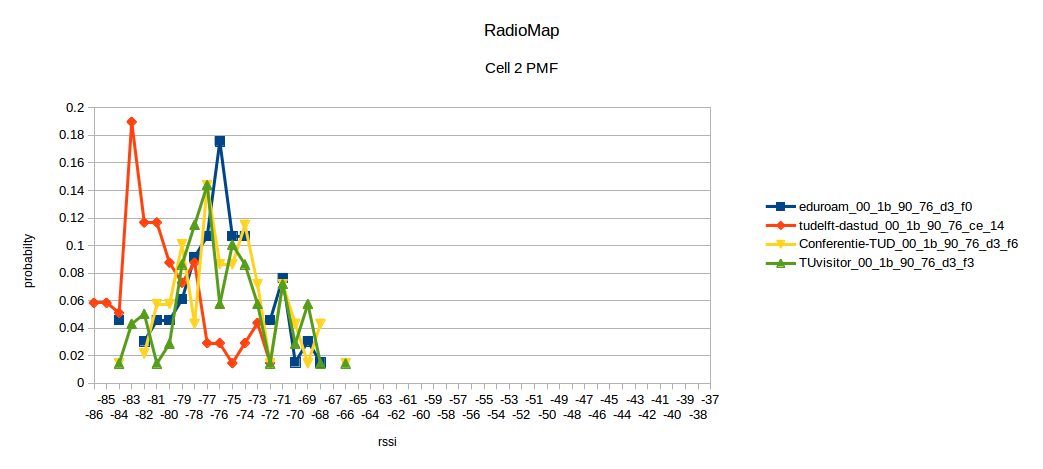 RadioMap
Cell 2 PMF
probabilty
0.2
0.18
0.16
0.14
0.12
0.1
0.08
0.06
0.04
0.02
0
-85 -83 -81 -79 -77 -75 -73 -71 -69 -67 -65 -63 -61 -59 -57 -55 -53 -51 -49 -47 -45 -43 -41 -39 -37
-86 -84 -82 -80 -78 -76 -74 -72 -70 -68 -66 -64 -62 -60 -58 -56 -54 -52 -50 -48 -46 -44 -42 -40 -38
rssi
eduroam_00_1b_90_76_d3_f0
tudelft-dastud_00_1b_90_76_ce_14
Conferentie-TUD_00_1b_90_76_d3_f6
TUvisitor_00_1b_90_76_d3_f3